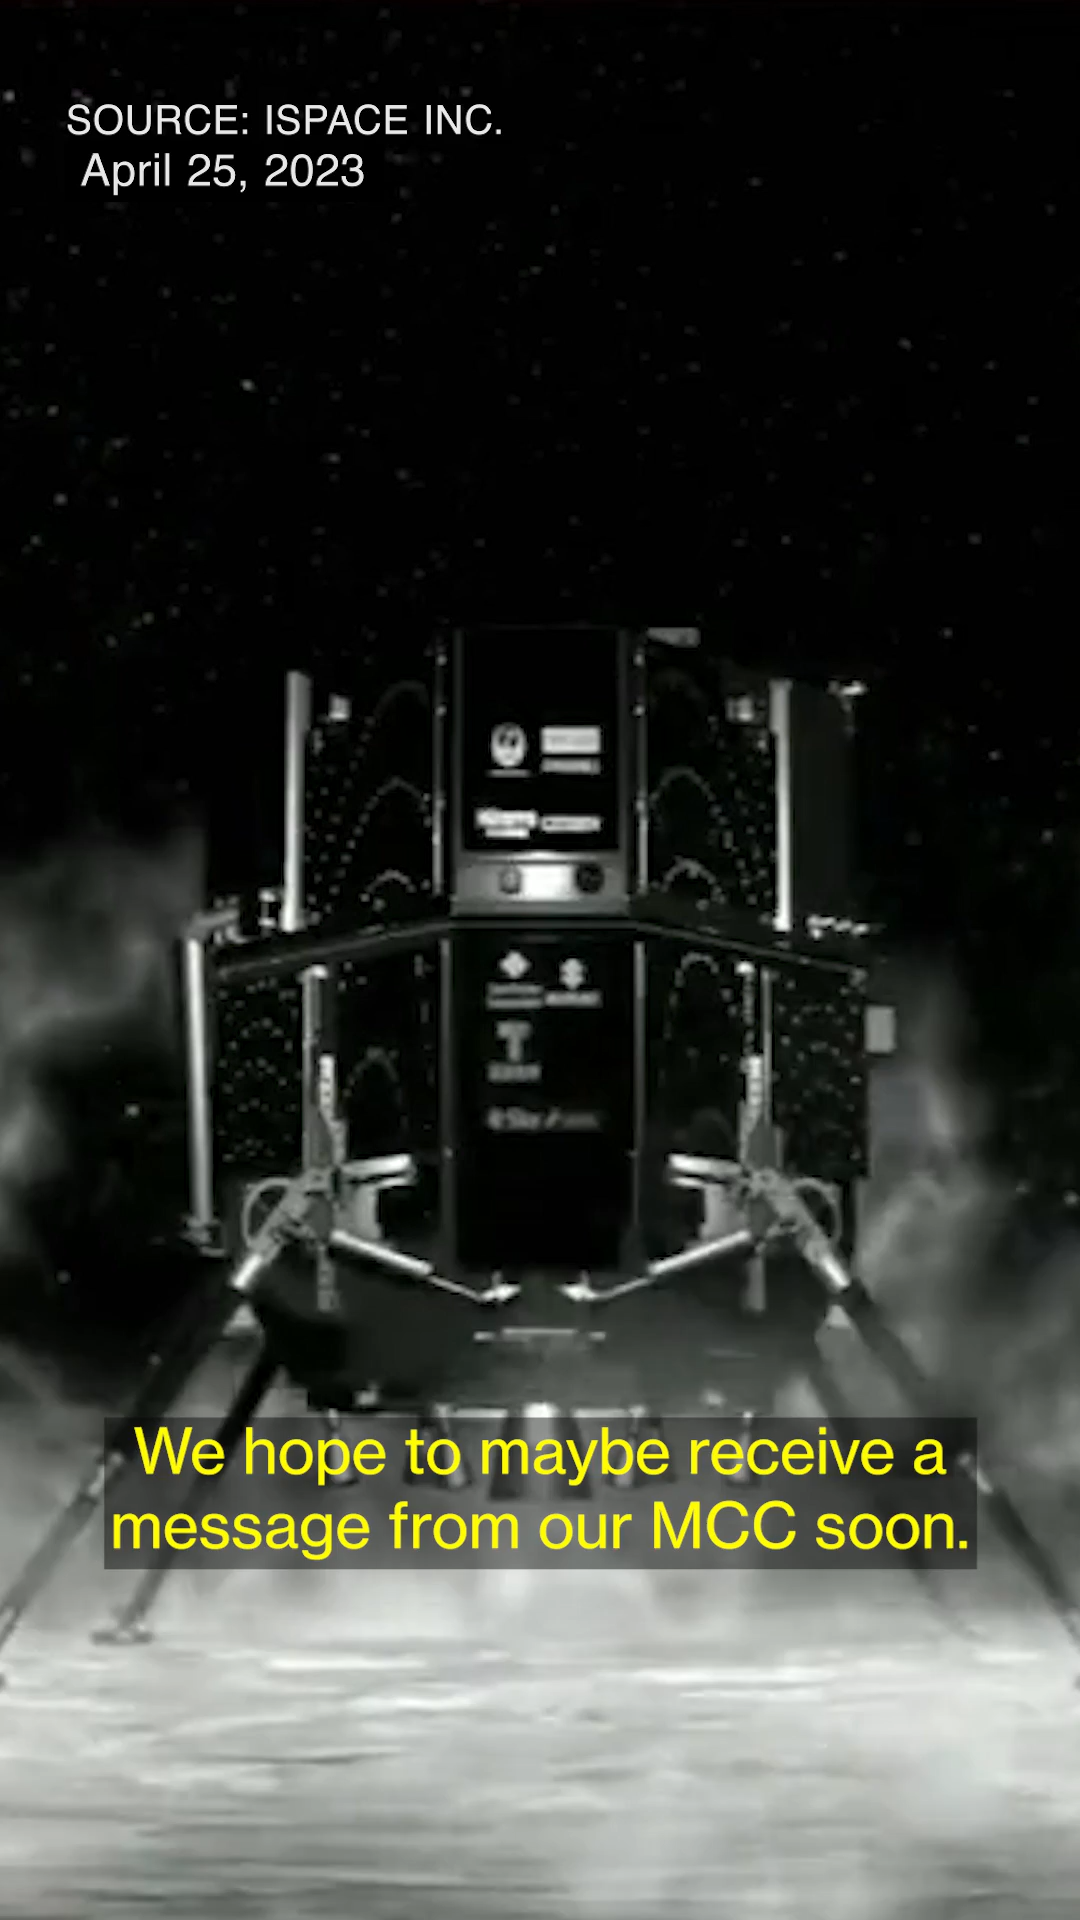 SOURCE: ISPACE INC.
April 25, 2023
We hope to maybe receive a
message from our MCC soon.